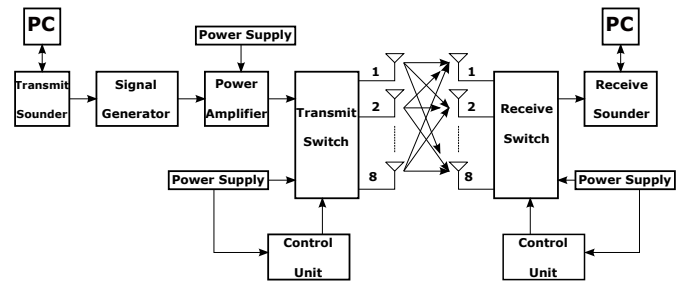 PC
PC
Power Supply
Transmit
Sounder
Signal
Generator
Power
Amplifier
Transmit
Switch
1
2
8
1
2
8
Receive
Switch
Receive
Sounder
Power Supply
Power Supply
Control
Unit
Control
Unit